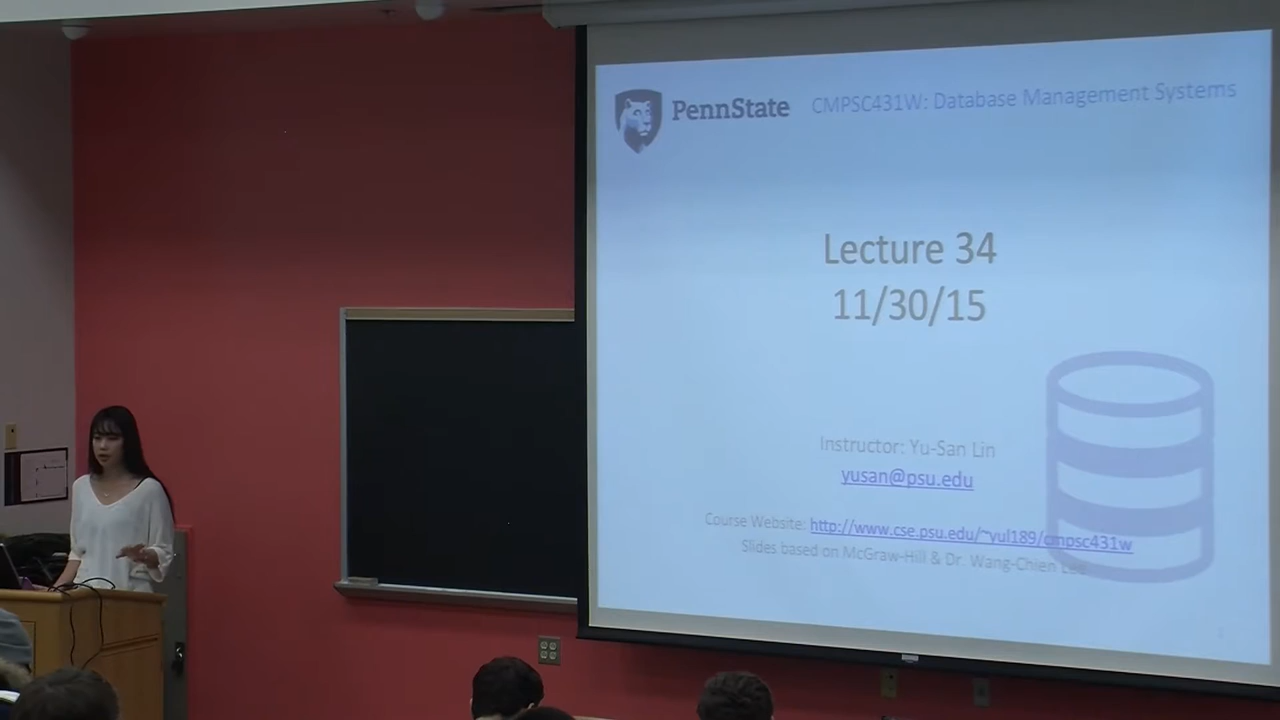 PennState
CMPSC431W: Database Management Systems
Lecture 34
11/30/15
Instructor: Yu-San Lin
yusan@psu.edu
Course Website: http://www.cse.psu.edu/~yul189/cmpsc431w
Slides based on McGraw-Hill & Dr. Wang-Chien Lee